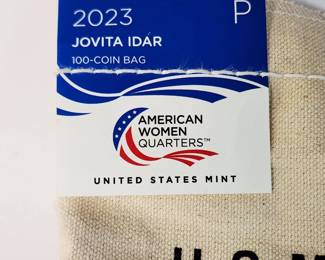 2023 P
JOVITA IDÁR
100-COIN BAG
AMERICAN
WOMEN
QUARTERS™
UNITED STATES MINT